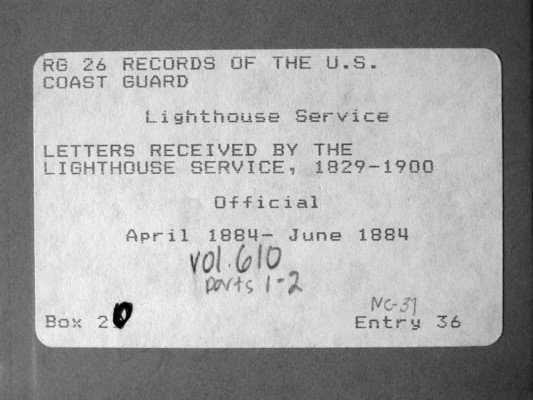 RG 26 RECORDS OF THE U.S.
COAST GUARD
Lighthouse Service
LETTERS RECEIVED BY THE
LIGHTHOUSE SERVICE, 1829-1900
Official
April 1884- June 1884
vol. 610
parts 1-2
NC-31
Box 20
Entry 36